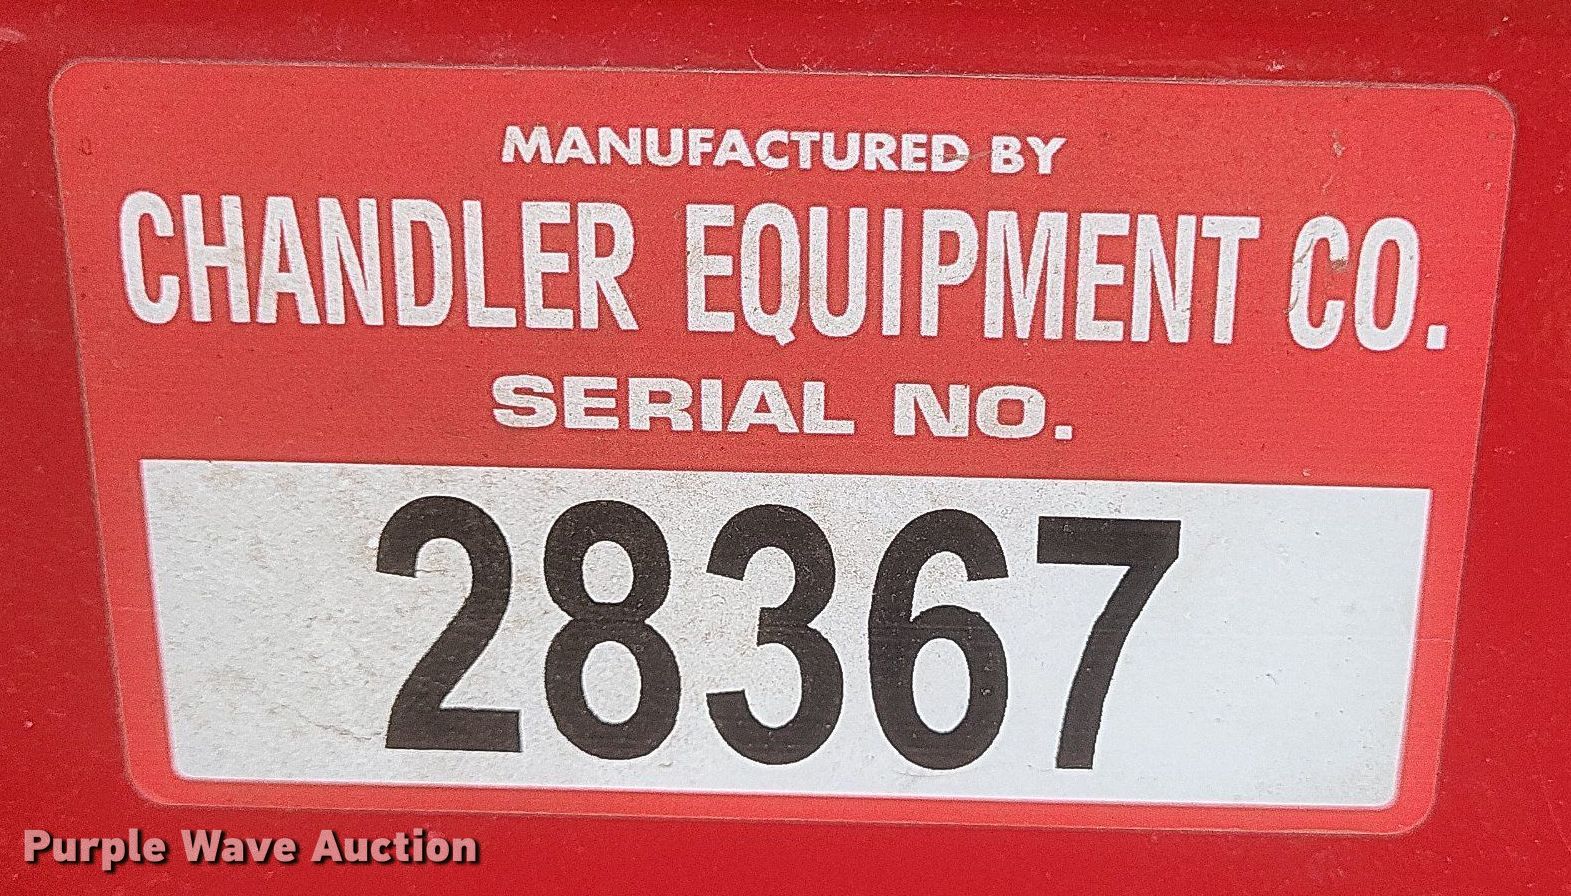 MANUFACTURED BY
CHANDLER EQUIPMENT CO.
SERIAL NO.
28367
Purple Wave Auction